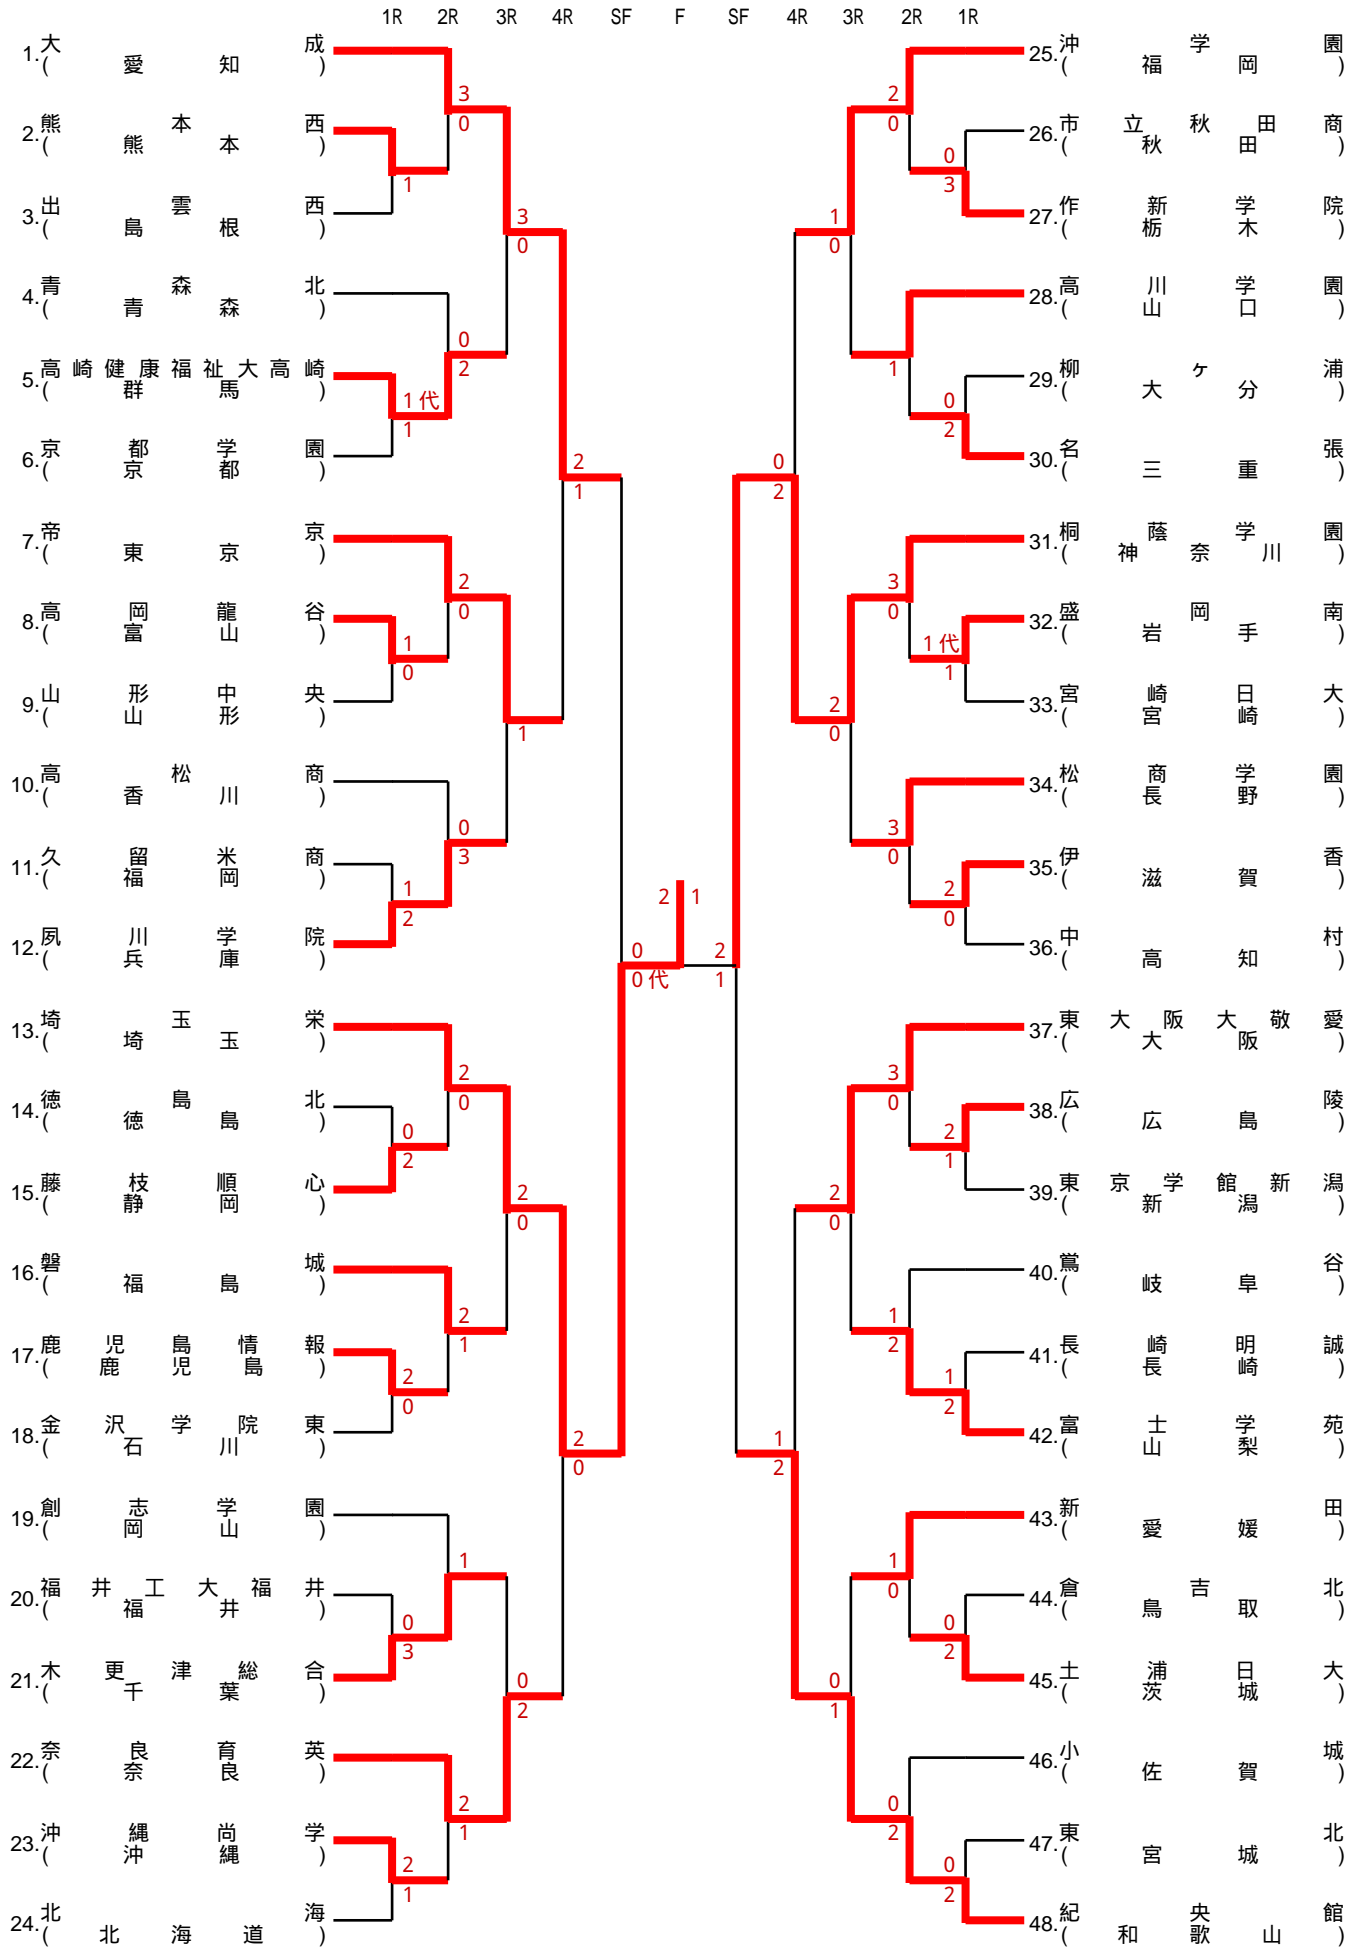 1R 2R 3R 4R SF F SF 4R 3R 2R 1R
1. 大成
(愛知)
2. 熊本西
(熊本)
3. 出雲西
(島根)
4. 青森北
(青森)
5. 高崎健康福祉大高崎
(群馬)
6. 京都学園
(京都)
7. 帝京
(東京)
8. 高岡龍谷
(富山)
9. 山形中央
(山形)
10. 高松商
(香川)
11. 久留米商
(福岡)
12. 夙川学院
(兵庫)
13. 埼玉栄
(埼玉)
14. 徳島北
(徳島)
15. 藤枝順心
(静岡)
16. 磐城
(福島)
17. 鹿児島情報
(鹿児島)
18. 金沢学院東
(石川)
19. 創志学園
(岡山)
20. 福井工大福井
(福井)
21. 木更津総合
(千葉)
22. 奈良育英
(奈良)
23. 沖縄尚学
(沖縄)
24. 北海
(北海道)
3
0
1
3
0
0
2
1代
1
2
1
2
0
1
0
1
0
3
1
2
0
0代
2
0
0
2
2
0
2
1
2
0
2
0
1
0
3
0
2
2
1
2
1
2 1
25. 沖学園
(福岡)
26. 市立秋田商
(秋田)
27. 作新学院
(栃木)
28. 高川学園
(山口)
29. 柳ヶ浦
(大分)
30. 名張
(三重)
31. 桐蔭学園
(神奈川)
32. 盛岡南
(岩手)
33. 宮崎日大
(宮崎)
34. 松商学園
(長野)
35. 伊香
(滋賀)
36. 中村
(高知)
37. 東大阪大敬愛
(大阪)
38. 広陵
(広島)
39. 東京学館新潟
(新潟)
40. 鶯谷
(岐阜)
41. 長崎明誠
(長崎)
42. 富士学苑
(山梨)
43. 新田
(愛媛)
44. 倉吉北
(鳥取)
45. 土浦日大
(茨城)
46. 小城
(佐賀)
47. 東北
(宮城)
48. 紀央館
(和歌山)
2
0
0
3
1
0
1
0
2
0
2
3
0
1代
1
2
0
3
0
2
0
2
1
3
0
2
1
2
0
1
2
1
2
1
2
1
0
0
2
0
1
0
2
0
2